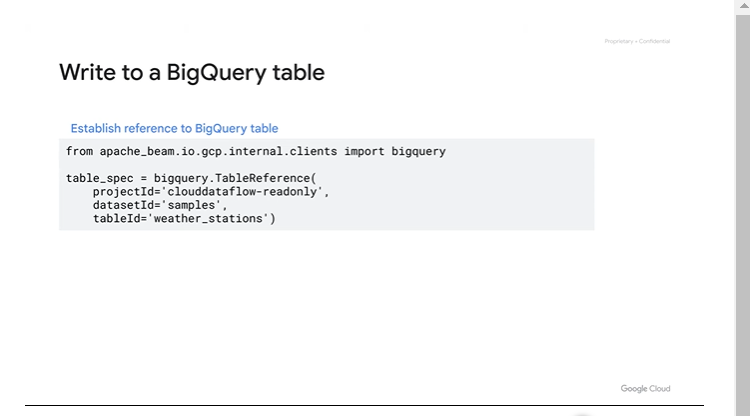 Proprietary + Confidential
Write to a BigQuery table
Establish reference to BigQuery table
from apache_beam.io.gcp.internal.clients import bigquery
table_spec = bigquery.TableReference(
projectId='clouddataflow-readonly',
datasetId='samples',
tableId='weather_stations')
Google Cloud